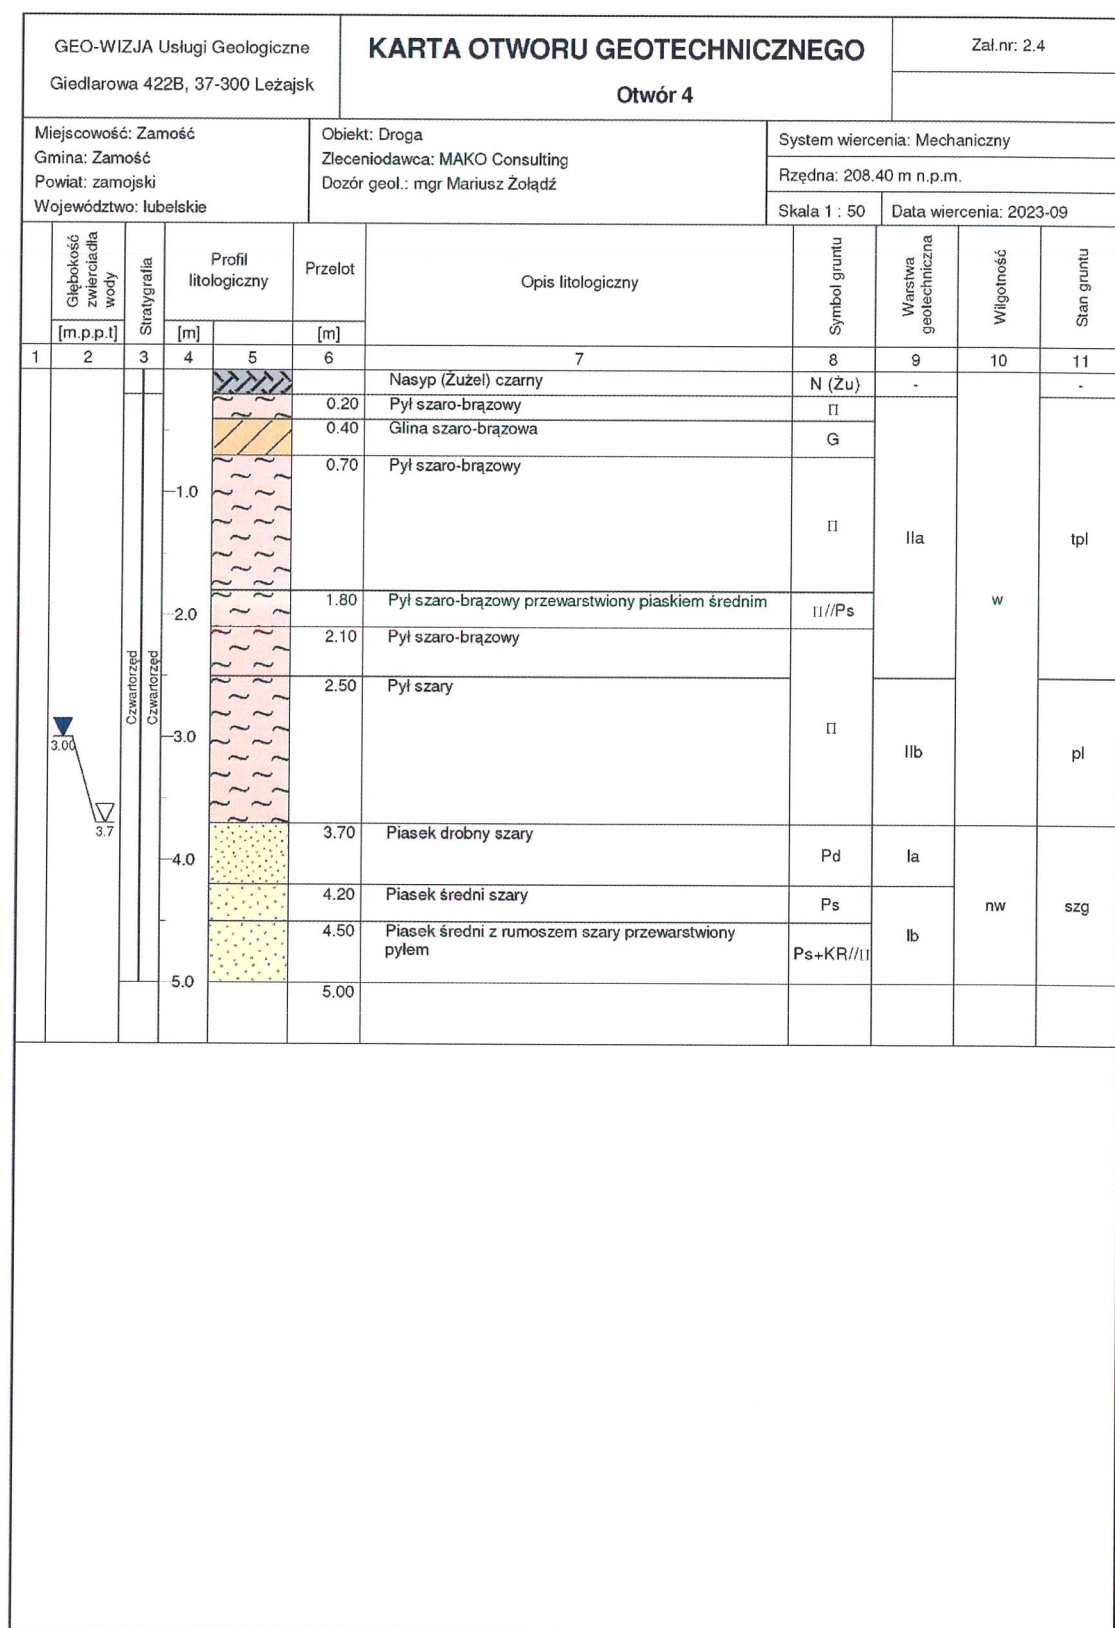 GEO-WIZJA Usługi Geologiczne
Giedlarowa 422B, 37-300 Leżajsk
KARTA OTWORU GEOTECHNICZNEGO
Otwór 4
Zał.nr: 2.4
Miejscowość: Zamość
Gmina: Zamość
Powiat: zamojski
Województwo: lubelskie
Obiekt: Droga
Zleceniodawca: MAKO Consulting
Dozór geol.: mgr Mariusz Żołądź
System wiercenia: Mechaniczny
Rzędna: 208.40 m n.p.m.
Skala 1 : 50
Data wiercenia: 2023-09
Głębokość
zwierciadła
wody
[m.p.p.t]
Stratygrafia
Profil
litologiczny
[m]
Przelot
[m]
Opis litologiczny
Symbol gruntu
Warstwa
geotechniczna
Wilgotność
Stan gruntu
1 2 3 4 5 6 7 8 9 10 11
Nasyp (Żużel) czarny N (Żu) - -
0.20 Pył szaro-brązowy Π
0.40 Glina szaro-brązowa G
0.70 Pył szaro-brązowy
1.0
Π IIa tpl
1.80 Pył szaro-brązowy przewarstwiony piaskiem średnim Π//Ps w
2.0
2.10 Pył szaro-brązowy
Czwartorzęd
Czwartorzęd
2.50 Pył szary
Π
3.00
3.0
IIb pl
3.7
3.70 Piasek drobny szary
4.0
Pd Ia
4.20 Piasek średni szary Ps
nw szg
4.50 Piasek średni z rumoszem szary przewarstwiony
pyłem
Ps+KR//Π Ib
5.0
5.00